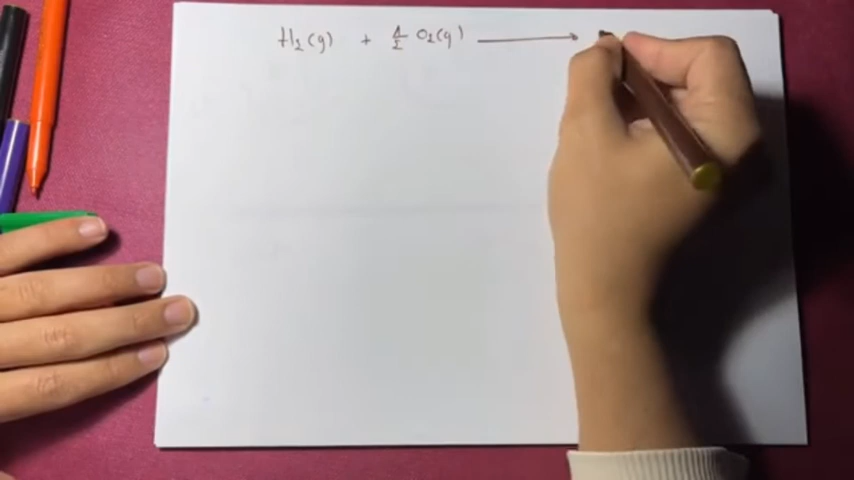 H₂(g) + 1/2 O₂(g) ⟶